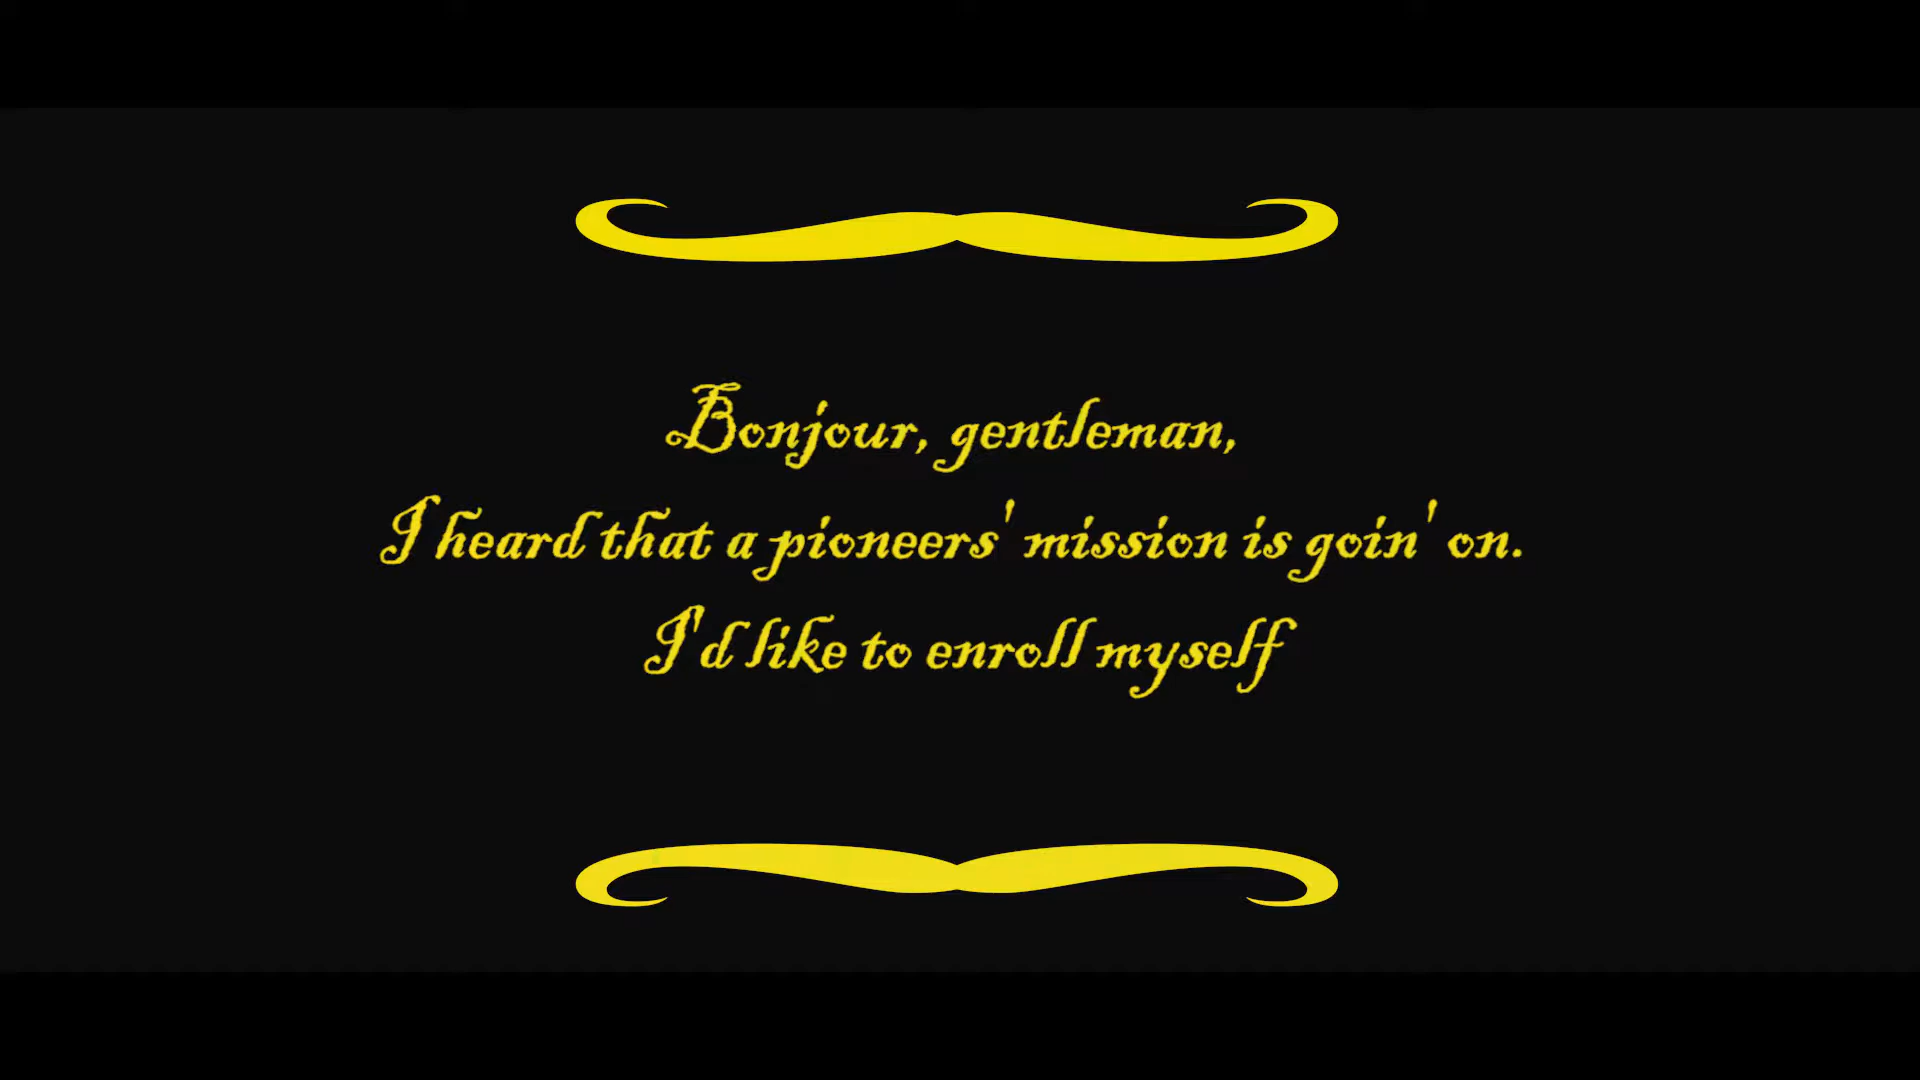 Bonjour, gentleman,
I heard that a pioneers' mission is goin' on.
I'd like to enroll myself